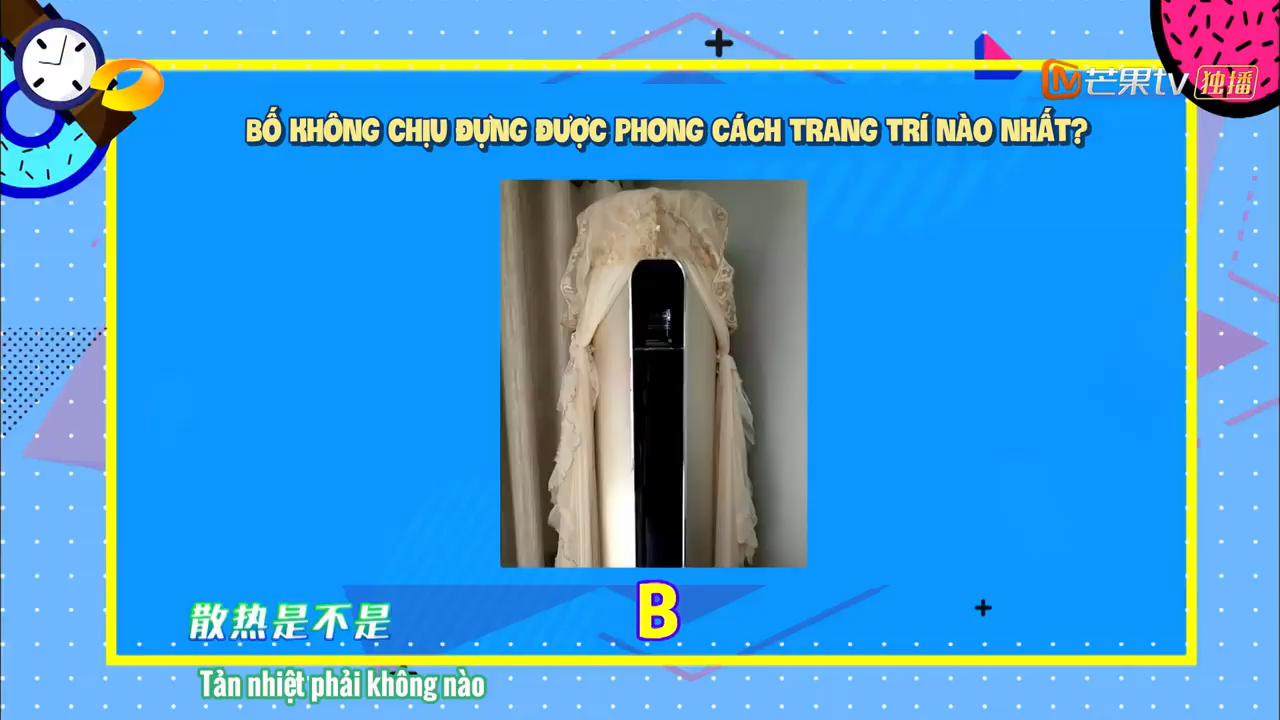 芒果tv 独播
BỐ KHÔNG CHỊU ĐỰNG ĐƯỢC PHONG CÁCH TRANG TRÍ NÀO NHẤT?
B
散热是不是
Tản nhiệt phải không nào